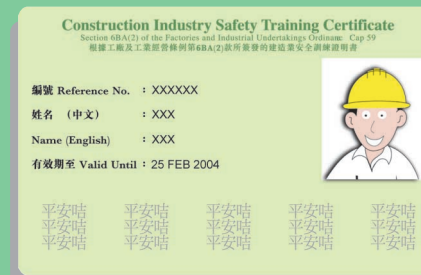 Construction Industry Safety Training Certificate
Section 6BA(2) of the Factories and Industrial Undertakings Ordinanc Cap 59
根據工廠及工業經營條例第6BA(2)款所簽發的建造業安全訓練證明書
編號 Reference No. : XXXXXX
姓名 (中文) : XXX
Name (English) : XXX
有效期至 Valid Until : 25 FEB 2004
平安咭 平安咭 平安咭 平安咭 平安咭
平安咭 平安咭 平安咭 平安咭 平安咭
平安咭 平安咭 平安咭 平安咭 平安咭